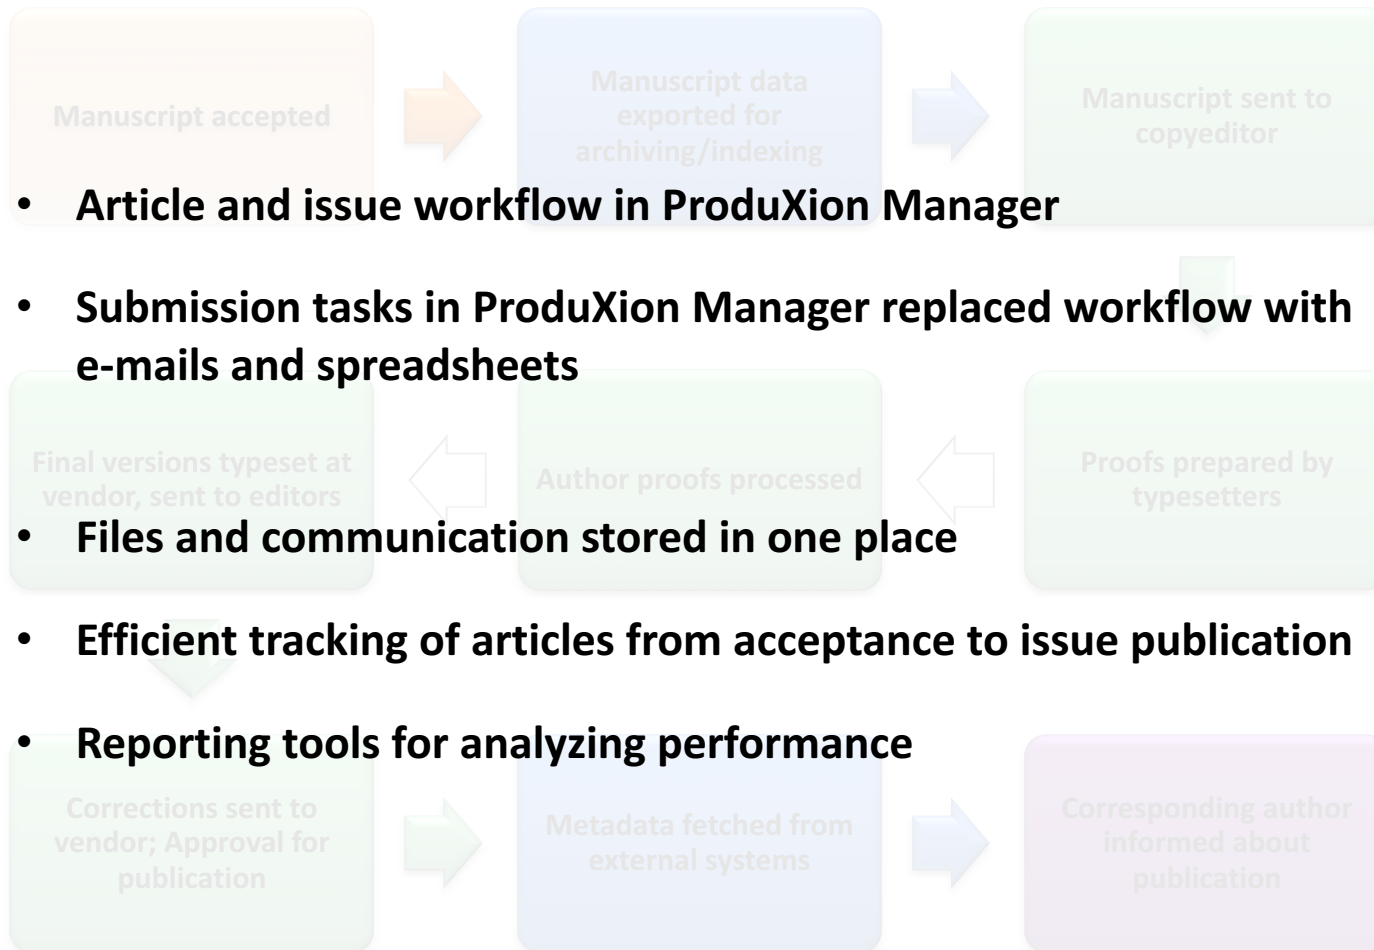 Manuscript accepted
Manuscript data
exported for
archiving/indexing
Manuscript sent to
copyeditor
• Article and issue workflow in ProduXion Manager
• Submission tasks in ProduXion Manager replaced workflow with
e-mails and spreadsheets
Final versions typeset at
vendor, sent to editors
Author proofs processed
Proofs prepared by
typesetters
• Files and communication stored in one place
• Efficient tracking of articles from acceptance to issue publication
• Reporting tools for analyzing performance
Corrections sent to
vendor; Approval for
publication
Metadata fetched from
external systems
Corresponding author
informed about
publication